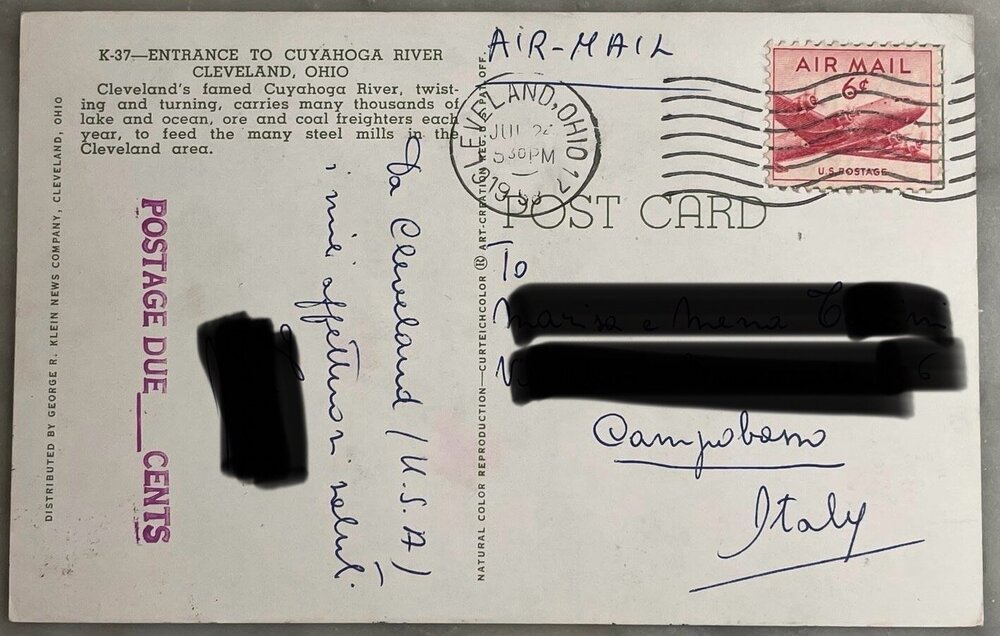 K-37—ENTRANCE TO CUYAHOGA RIVER
CLEVELAND, OHIO
Cleveland's famed Cuyahoga River, twist-
ing and turning, carries many thousands of
lake and ocean, ore and coal freighters each
year, to feed the many steel mills in the
Cleveland area.
DISTRIBUTED BY GEORGE R. KLEIN NEWS COMPANY, CLEVELAND, OHIO
POSTAGE DUE___CENTS
Da Cleveland (U.S.A)
i miei affettuosi saluti.
NATURAL COLOR REPRODUCTION—CURTEICHCOLOR ® ART-CREATION REG. U.S. PAT. OFF.
AIR-MAIL
CLEVELAND, OHIO 17
JUL 24
5 30 PM
AIR MAIL
6¢
U.S. POSTAGE
POST CARD
To
Campobasso
Italy